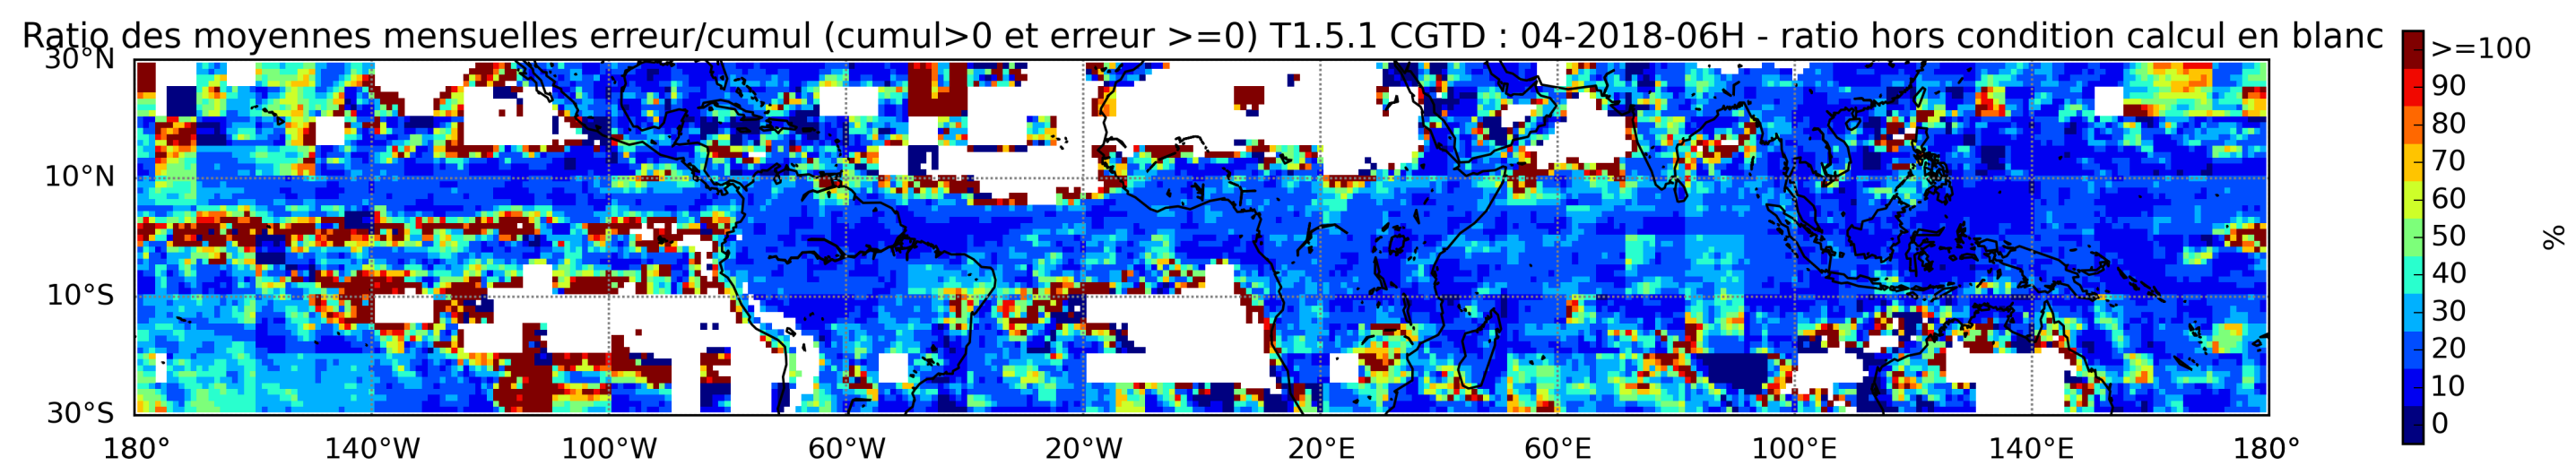 Ratio des moyennes mensuelles erreur/cumul (cumul>0 et erreur >=0) T1.5.1 CGTD : 04-2018-06H - ratio hors condition calcul en blanc
30°N
10°N
10°S
30°S
180° 140°W 100°W 60°W 20°W 20°E 60°E 100°E 140°E 180°
>=100
90
80
70
60
50
40
30
20
10
0
%